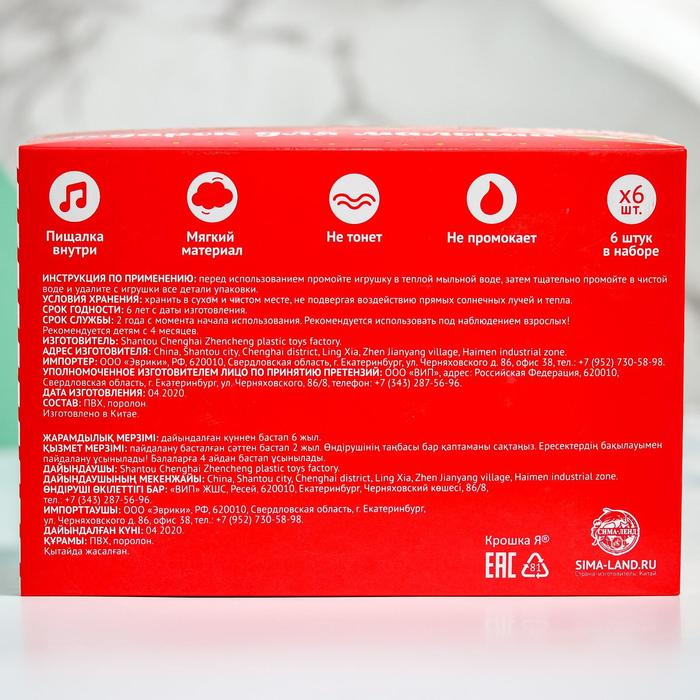 x6
шт.
Пищалка
внутри
Мягкий
материал
Не тонет
Не промокает
6 штук
в наборе
ИНСТРУКЦИЯ ПО ПРИМЕНЕНИЮ: перед использованием промойте игрушку в теплой мыльной воде, затем тщательно промойте в чистой
воде и удалите с игрушки все детали упаковки.
УСЛОВИЯ ХРАНЕНИЯ: хранить в сухом и чистом месте, не подвергая воздействию прямых солнечных лучей и тепла.
СРОК ГОДНОСТИ: 6 лет с даты изготовления.
СРОК СЛУЖБЫ: 2 года с момента начала использования. Рекомендуется использовать под наблюдением взрослых!
Рекомендуется детям с 4 месяцев.
ИЗГОТОВИТЕЛЬ: Shantou Chenghai Zhencheng plastic toys factory.
АДРЕС ИЗГОТОВИТЕЛЯ: China, Shantou city, Chenghai district, Ling Xia, Zhen Jianyang village, Haimen industrial zone.
ИМПОРТЕР: ООО «Эврики», РФ, 620010, Свердловская область, г. Екатеринбург, ул. Черняховского д. 86, офис 38, тел.: +7 (952) 730-58-98.
УПОЛНОМОЧЕННОЕ ИЗГОТОВИТЕЛЕМ ЛИЦО ПО ПРИНЯТИЮ ПРЕТЕНЗИЙ: ООО «ВИП», адрес: Российская Федерация, 620010,
Свердловская область, г. Екатеринбург, ул. Черняховского, 86/8, телефон: +7 (343) 287-56-96.
ДАТА ИЗГОТОВЛЕНИЯ: 04 2020.
СОСТАВ: ПВХ, поролон.
Изготовлено в Китае.
ЖАРАМДЫЛЫҚ МЕРЗІМІ: дайындалған күннен бастап 6 жыл.
ҚЫЗМЕТ МЕРЗІМІ: пайдалану басталған сәттен бастап 2 жыл. Өндірушінің таңбасы бар қаптаманы сақтаңыз. Ересектердің бақылауымен
пайдалану ұсынылады! Балаларға 4 айдан бастап ұсынылады.
ДАЙЫНДАУШЫ: Shantou Chenghai Zhencheng plastic toys factory.
ДАЙЫНДАУШЫНЫҢ МЕКЕНЖАЙЫ: China, Shantou city, Chenghai district, Ling Xia, Zhen Jianyang village, Haimen industrial zone.
ӨНДІРУШІ ӨКІЛЕТТІГІ БАР: «ВИП» ЖШС, Ресей, 620010, Екатеринбург, Черняховский көшесі, 86/8,
тел.: +7 (343) 287-56-96.
ИМПОРТТАУШЫ: ООО «Эврики», РФ, 620010, Свердловская область, г. Екатеринбург,
ул. Черняховского д. 86, офис 38, тел.: +7 (952) 730-58-98.
ДАЙЫНДАЛҒАН КҮНІ: 04 2020.
ҚҰРАМЫ: ПВХ, поролон.
Қытайда жасалған.
Крошка Я®
ЕАС
81
СИМА-ЛЕНД
SIMA-LAND.RU
Страна-изготовитель: Китай